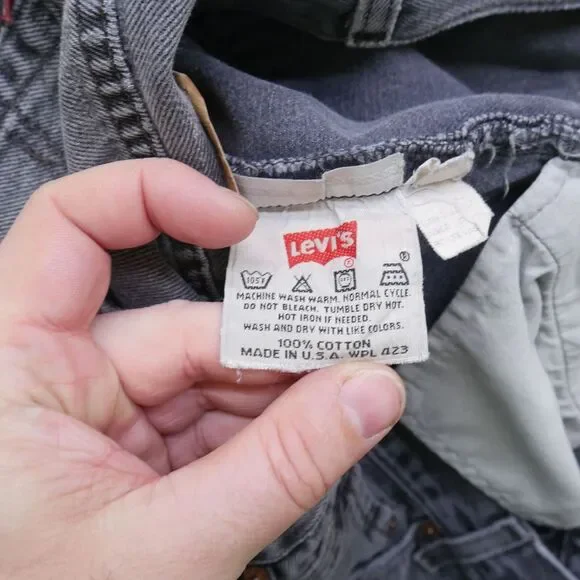 LEVI'S
105F
MACHINE WASH WARM. NORMAL CYCLE.
DO NOT BLEACH. TUMBLE DRY HOT.
HOT IRON IF NEEDED.
WASH AND DRY WITH LIKE COLORS.
100% COTTON
MADE IN U.S.A. WPL 423